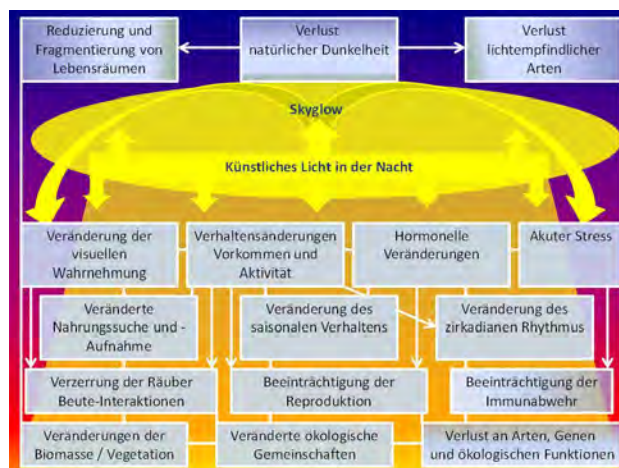 Reduzierung und
Fragmentierung von
Lebensräumen
Verlust
natürlicher Dunkelheit
Verlust
lichtempfindlicher
Arten
Skyglow
Künstliches Licht in der Nacht
Veränderung der
visuellen
Wahrnehmung
Verhaltensänderungen
Vorkommen und
Aktivität
Hormonelle
Veränderungen
Akuter Stress
Veränderte
Nahrungssuche und -
Aufnahme
Veränderung des
saisonalen Verhaltens
Veränderung des
zirkadianen Rhythmus
Verzerrung der Räuber
Beute-Interaktionen
Beeinträchtigung der
Reproduktion
Beeinträchtigung der
Immunabwehr
Veränderungen der
Biomasse / Vegetation
Veränderte ökologische
Gemeinschaften
Verlust an Arten, Genen
und ökologischen Funktionen